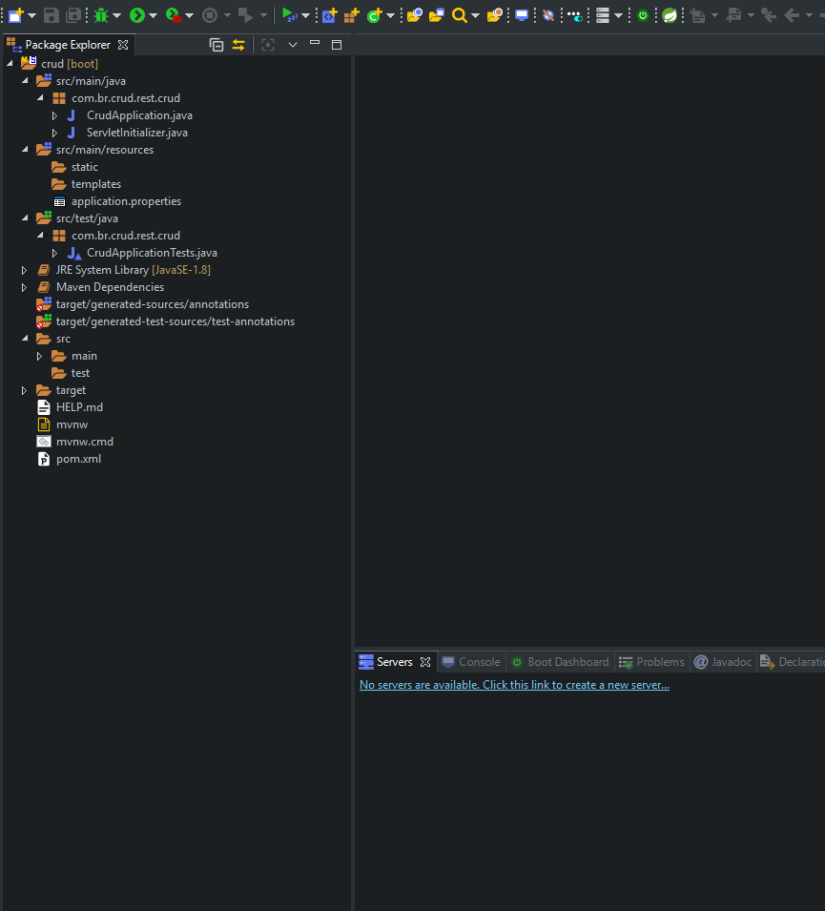 Package Explorer
crud [boot]
src/main/java
com.br.crud.rest.crud
CrudApplication.java
ServletInitializer.java
src/main/resources
static
templates
application.properties
src/test/java
com.br.crud.rest.crud
CrudApplicationTests.java
JRE System Library [JavaSE-1.8]
Maven Dependencies
target/generated-sources/annotations
target/generated-test-sources/test-annotations
src
main
test
target
HELP.md
mvnw
mvnw.cmd
pom.xml
Servers Console Boot Dashboard Problems @ Javadoc Declaratio
No servers are available. Click this link to create a new server...